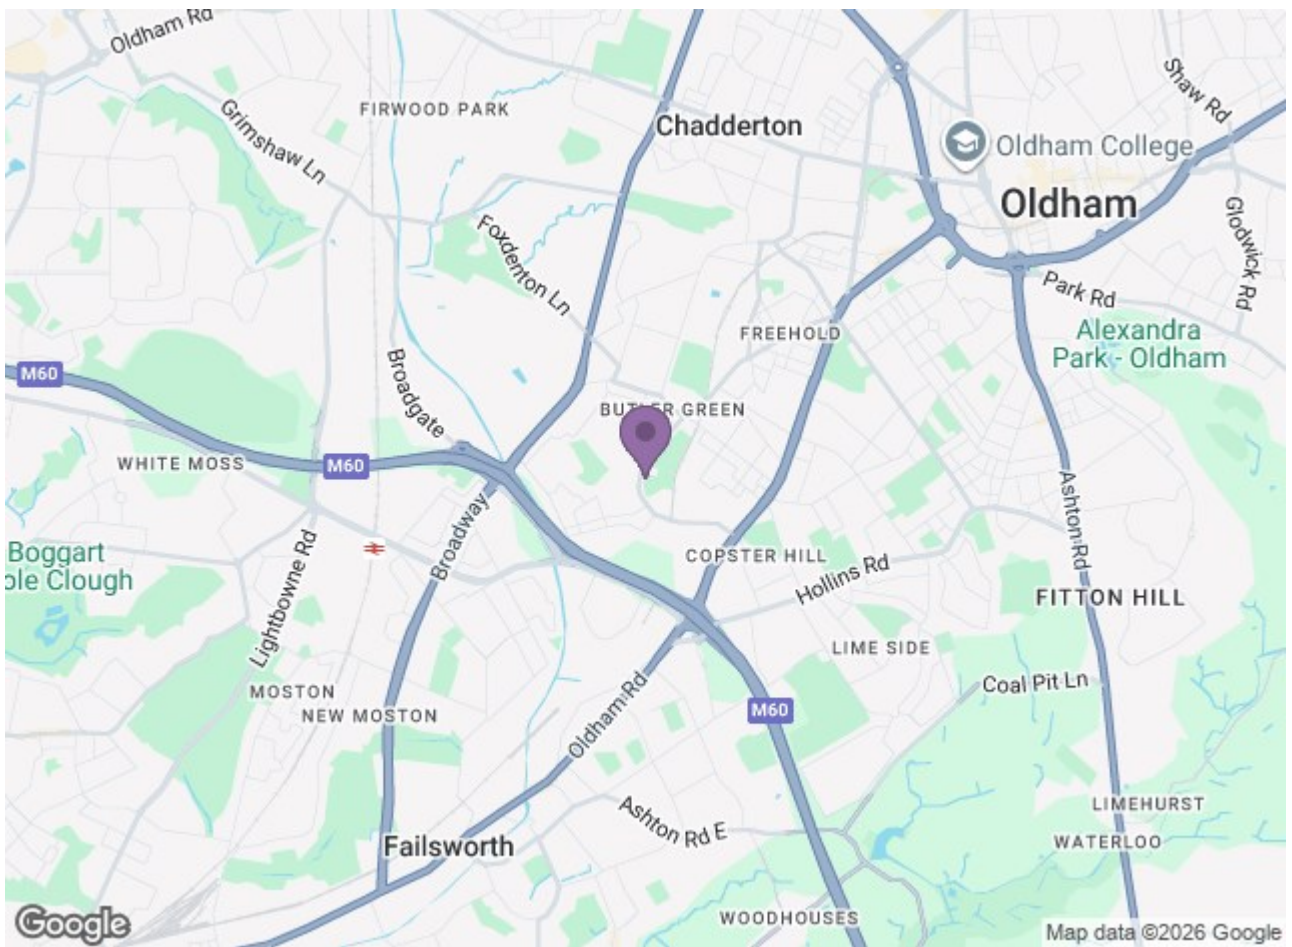 Oldham Rd
Shaw Rd
FIRWOOD PARK
Grimshaw Ln
Chadderton
Oldham College
Oldham
Foxdenton Ln
Glodwick Rd
Park Rd
FREEHOLD
Alexandra
Park - Oldham
M60
Broadgate
BUTLER GREEN
WHITE MOSS
M60
Broadway
Ashton Rd
Boggart
ole Clough
Lightbowne Rd
COPSTER HILL
Hollins Rd
FITTON HILL
LIME SIDE
Coal Pit Ln
MOSTON
NEW MOSTON
Oldham Rd
M60
LIMEHURST
Ashton Rd E
WATERLOO
Failsworth
WOODHOUSES
Google
Map data ©2026 Google